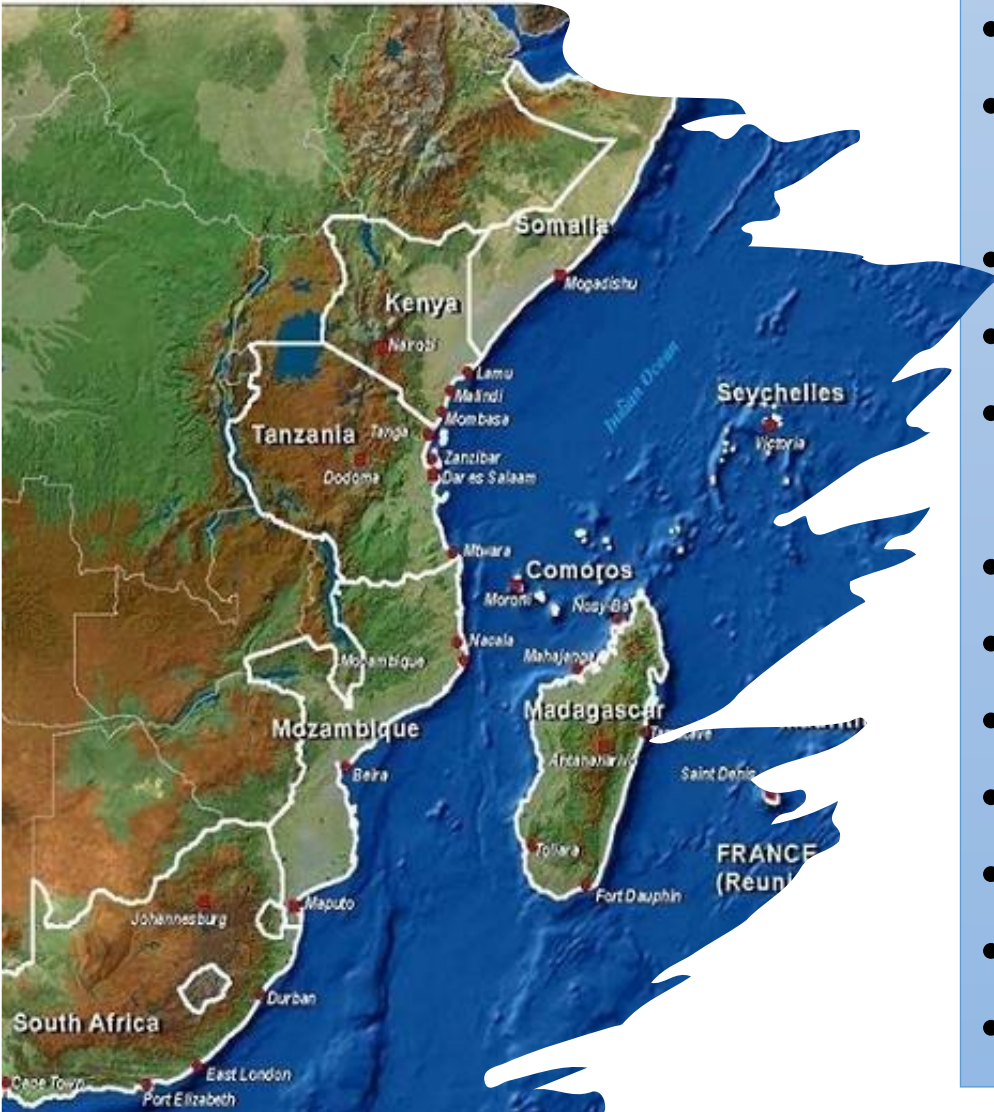 Somalia
Mogadishu
Kenya
Nairobi
Lamu
Malindi
Mombasa
Indian Ocean
Seychelles
Victoria
Tanzania
Tanga
Zanzibar
Dodoma
Dar es Salaam
Mtwara
Comoros
Moroni
Nosy Be
Nacala
Mozambique
Mahajanga
Madagascar
Mozambique
Antananarivo
Beira
Saint Denis
Toliara
FRANCE
(Reuni
Fort Dauphin
Maputo
Johannesburg
Durban
South Africa
East London
Cape Town
Port Elizabeth